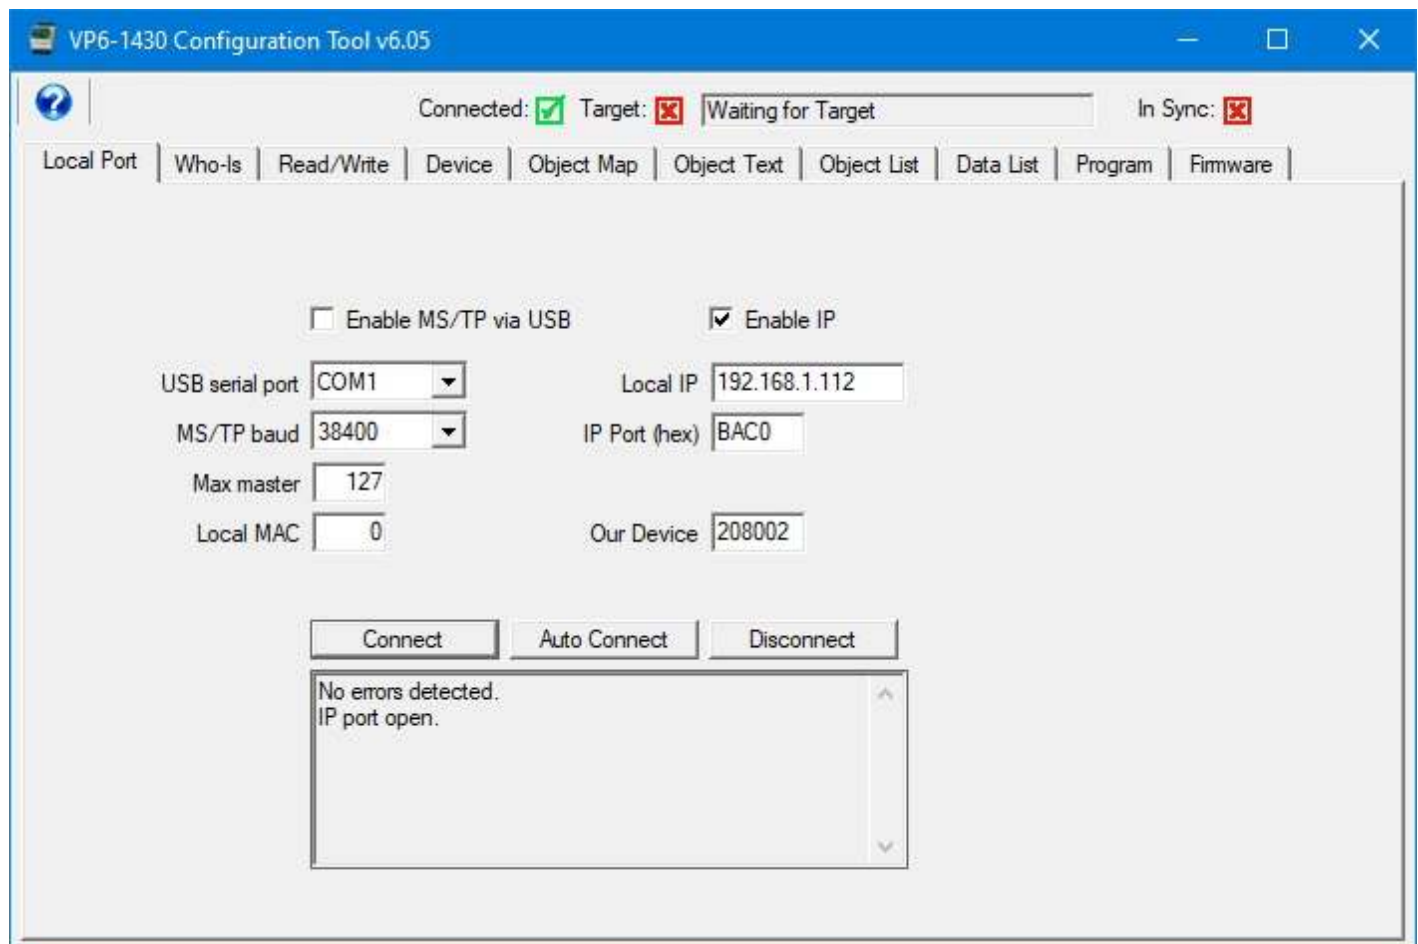 VP6-1430 Configuration Tool v6.05
Connected: Target: Waiting for Target In Sync:
Local Port Who-Is Read/Write Device Object Map Object Text Object List Data List Program Firmware
Enable MS/TP via USB Enable IP
USB serial port COM1 Local IP 192.168.1.112
MS/TP baud 38400 IP Port (hex) BAC0
Max master 127
Local MAC 0 Our Device 208002
Connect Auto Connect Disconnect
No errors detected.
IP port open.